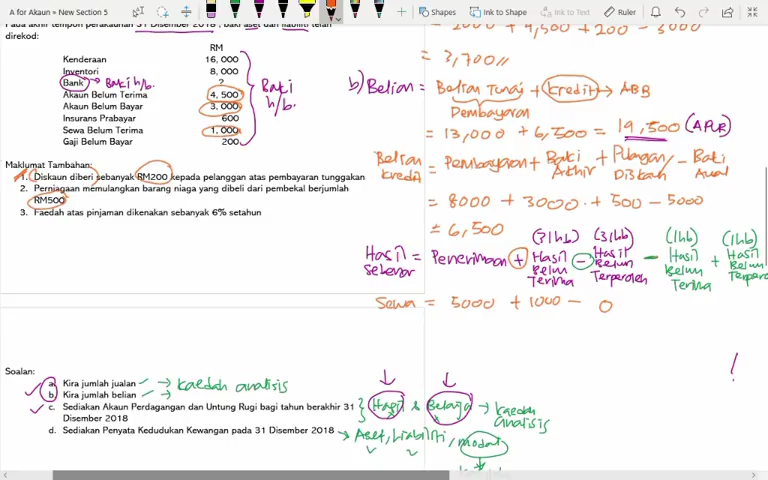 A for Akaun » New Section 5
Shapes
Ink to Shape
Ink to Text
Ruler
Pada akhir tempoh perakaunan 31 Disember 2018, baki aset dan liabiliti telah
direkod:
RM
Kenderaan 16, 000
Inventori 8, 000
Bank → Baki h/b. ?
Akaun Belum Terima 4, 500
Akaun Belum Bayar 3, 000
Insurans Prabayar 600
Sewa Belum Terima 1, 000
Gaji Belum Bayar 200
Baki
h/b.
Maklumat Tambahan:
1. Diskaun diberi sebanyak RM200 kepada pelanggan atas pembayaran tunggakan
2. Perniagaan memulangkan barang niaga yang dibeli dari pembekal berjumlah
RM500
3. Faedah atas pinjaman dikenakan sebanyak 6% setahun
+ 4,500 + 200 - 3000
= 3,700 //
b) Belian = Belian Tunai + Kredit → ABB
Pembayaran
= 13,000 + 6,500 = 19,500 (APUR)
Belian Kredit = Pembayaran + Baki Akhir + Pulangan Diskaun - Baki Awal
= 8000 + 3000 + 500 - 5000
= 6,500
(31hb) (31hb) (1hb) (1hb)
Hasil sebenar = Penerimaan + Hasil Belum Terima - Hasil Belum Terperoleh - Hasil Belum Terima + Hasil Belum Terpero
Sewa = 5000 + 1000 - 0
!
Soalan:
a. Kira jumlah jualan → Kaedah analisis
b. Kira jumlah belian →
c. Sediakan Akaun Perdagangan dan Untung Rugi bagi tahun berakhir 31
Disember 2018
Hasil & Belanja → Kaedah analisis
d. Sediakan Penyata Kedudukan Kewangan pada 31 Disember 2018 → Aset, Liabiliti, modal